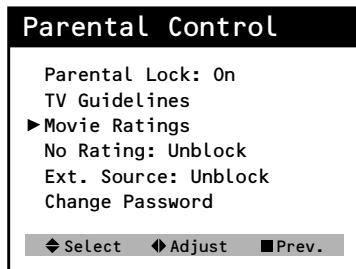 Parental Control
Parental Lock: On
TV Guidelines
Movie Ratings
No Rating: Unblock
Ext. Source: Unblock
Change Password
Select Adjust Prev.